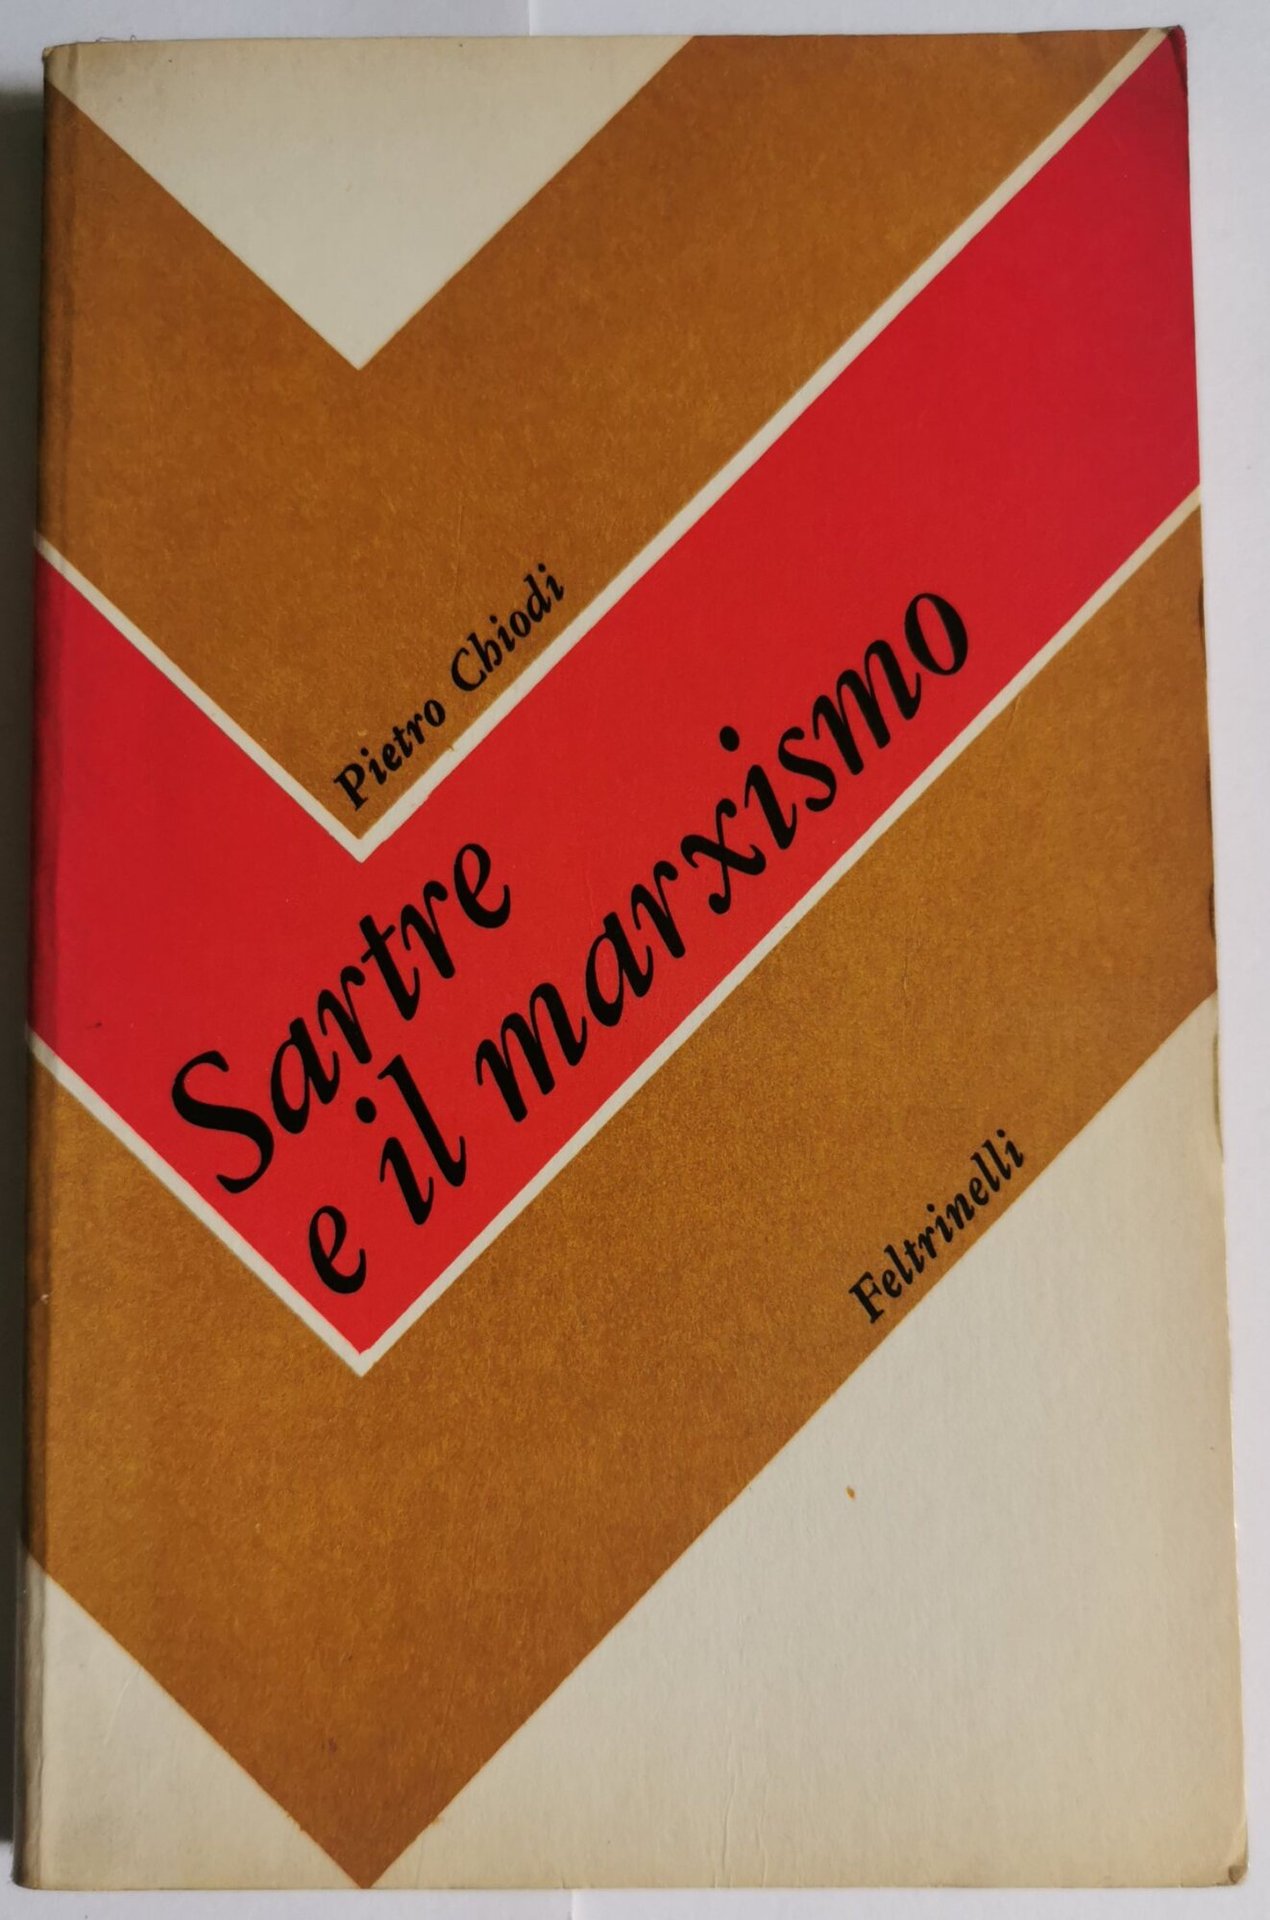 Pietro Chiodi
Sartre
e il marxismo
Feltrinelli